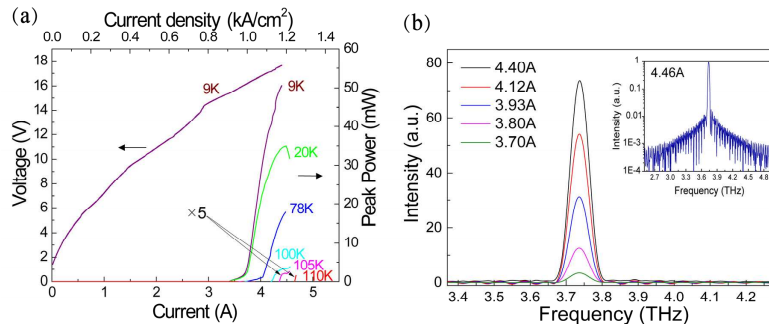 (a)
Current density (kA/cm²)
0.0 0.2 0.4 0.6 0.8 1.0 1.2 1.4
18
16
14
12
10
8
6
4
2
0
Voltage (V)
9K
9K
20K
×5
78K
100K
105K
110K
60
50
40
30
20
10
0
Peak Power (mW)
0 1 2 3 4 5
Current (A)
(b)
80
60
40
20
0
Intensity (a.u.)
4.40A
4.12A
3.93A
3.80A
3.70A
4.46A
1
0.1
0.01
1E-3
1E-4
Intensity (a.u.)
2.7 3.0 3.3 3.6 3.9 4.2 4.5 4.8
Frequency (THz)
3.4 3.5 3.6 3.7 3.8 3.9 4.0 4.1 4.2
Frequency (THz)